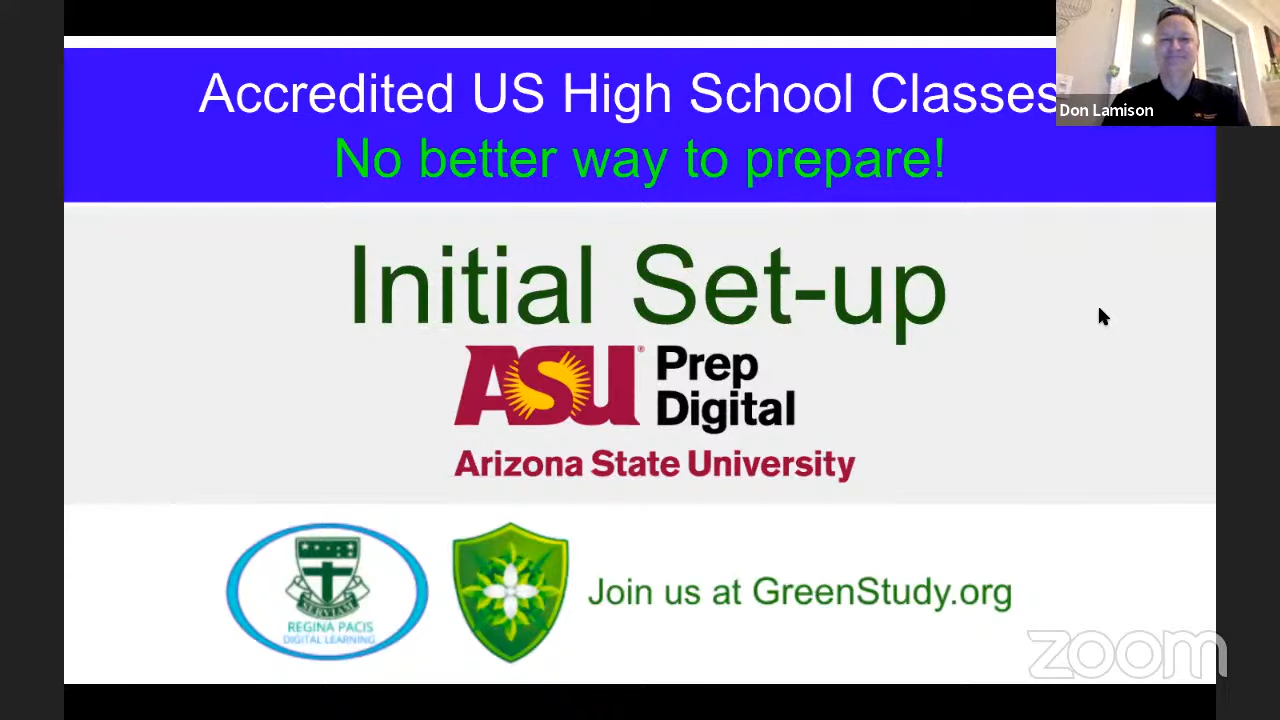 Accredited US High School Classes
No better way to prepare!
Don Lamison
Initial Set-up
ASU® Prep
Digital
Arizona State University
SERVIAM
REGINA PACIS
DIGITAL LEARNING
Join us at GreenStudy.org
zoom